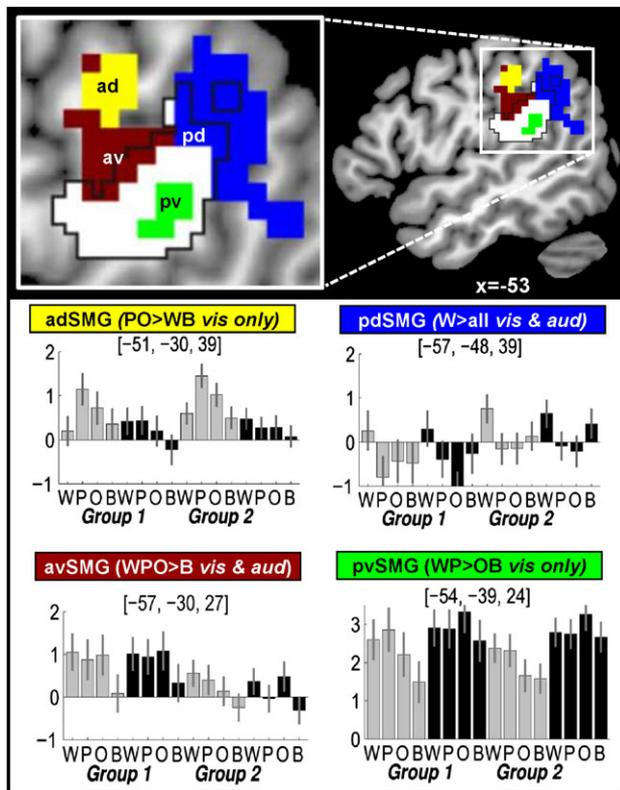 ad
av
pd
pv
x=-53
adSMG (PO>WB vis only)
[-51, -30, 39]
2
1
0
-1
WPOBWPOBWPOBWPOB
Group 1 Group 2
pdSMG (W>all vis & aud)
[-57, -48, 39]
2
1
0
-1
WPOBWPOBWPOBWPOB
Group 1 Group 2
avSMG (WPO>B vis & aud)
[-57, -30, 27]
2
1
0
-1
WPOBWPOBWPOBWPOB
Group 1 Group 2
pvSMG (WP>OB vis only)
[-54, -39, 24]
3
2
1
0
WPOBWPOBWPOBWPOB
Group 1 Group 2